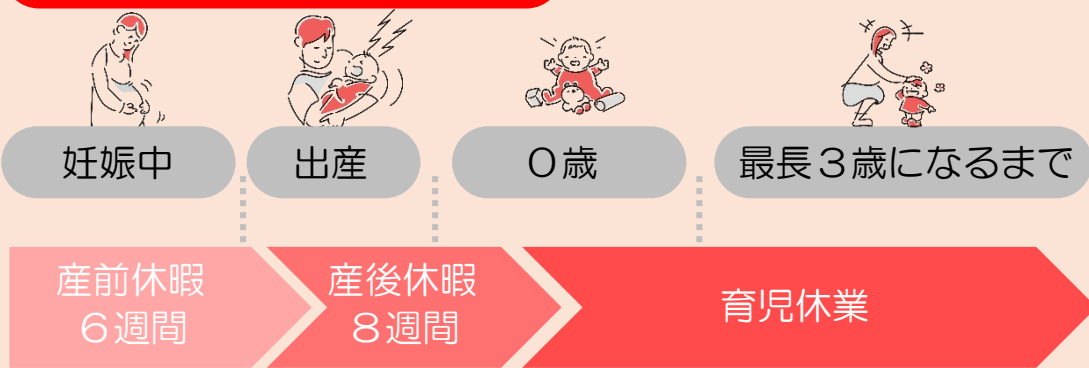 妊娠中
出産
０歳
最長３歳になるまで
産前休暇
６週間
産後休暇
８週間
育児休業